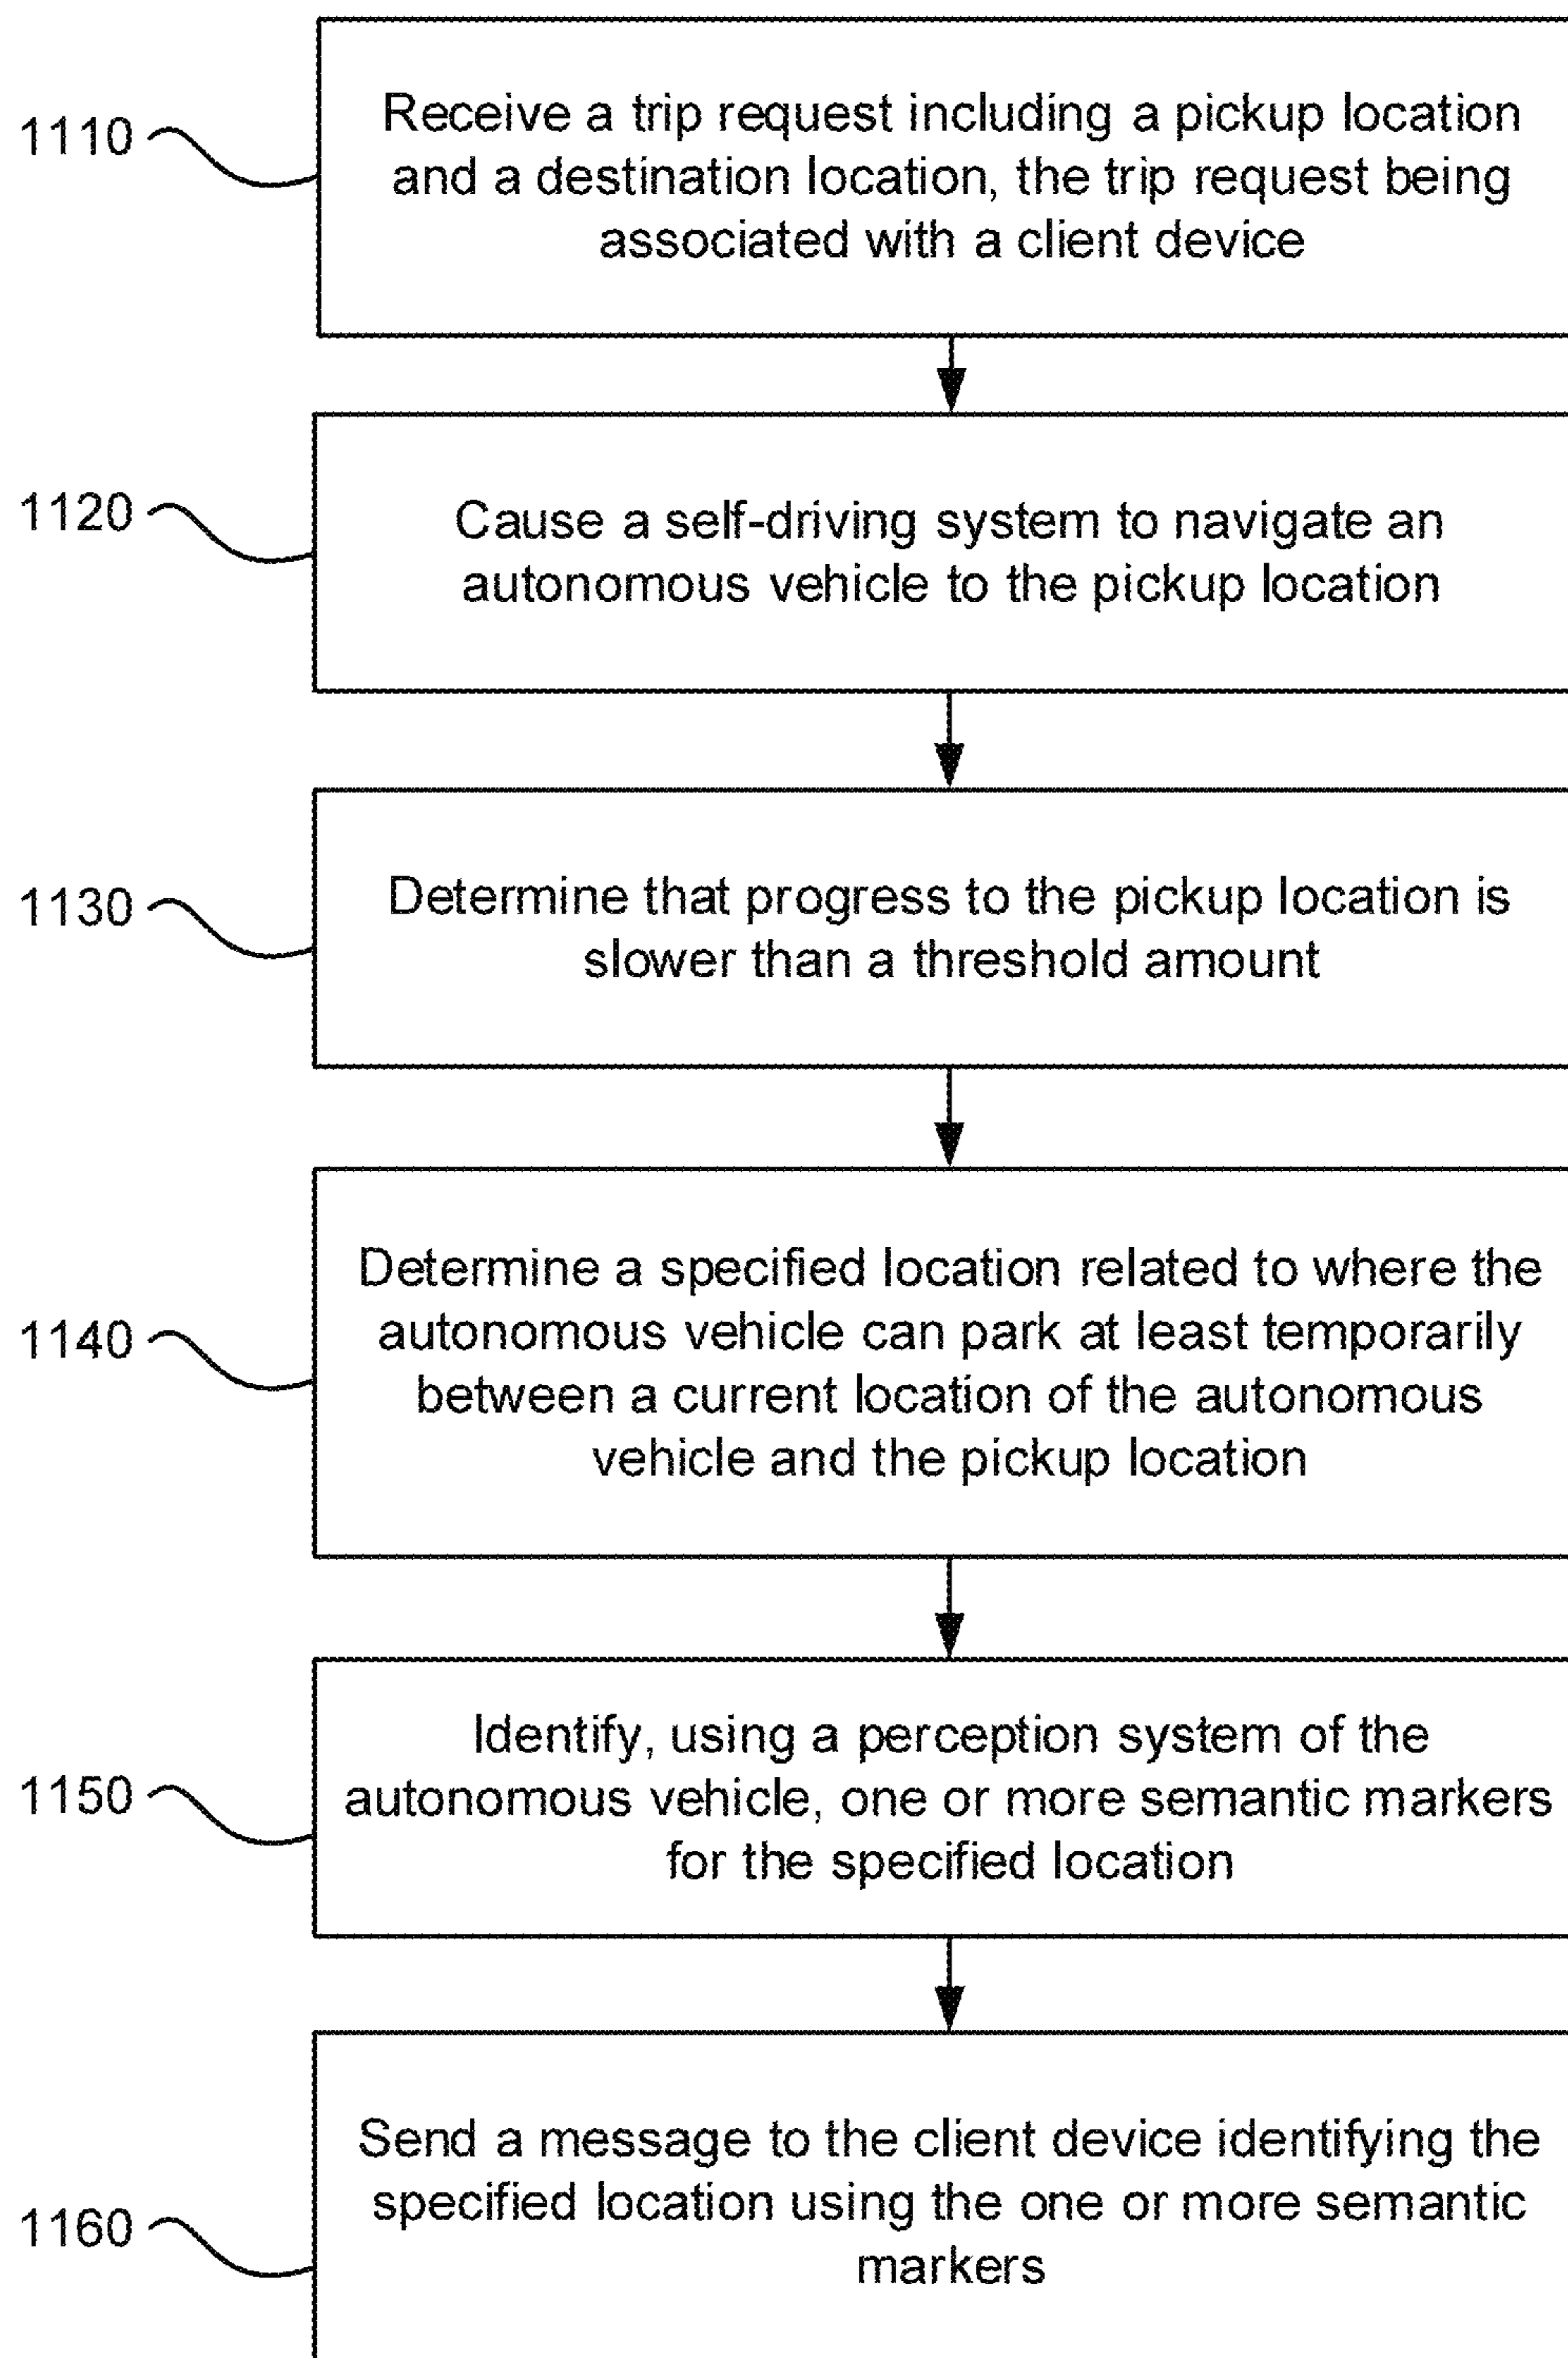 1110
Receive a trip request including a pickup location
and a destination location, the trip request being
associated with a client device
1120
Cause a self-driving system to navigate an
autonomous vehicle to the pickup location
1130
Determine that progress to the pickup location is
slower than a threshold amount
1140
Determine a specified location related to where the
autonomous vehicle can park at least temporarily
between a current location of the autonomous
vehicle and the pickup location
1150
Identify, using a perception system of the
autonomous vehicle, one or more semantic markers
for the specified location
1160
Send a message to the client device identifying the
specified location using the one or more semantic
markers